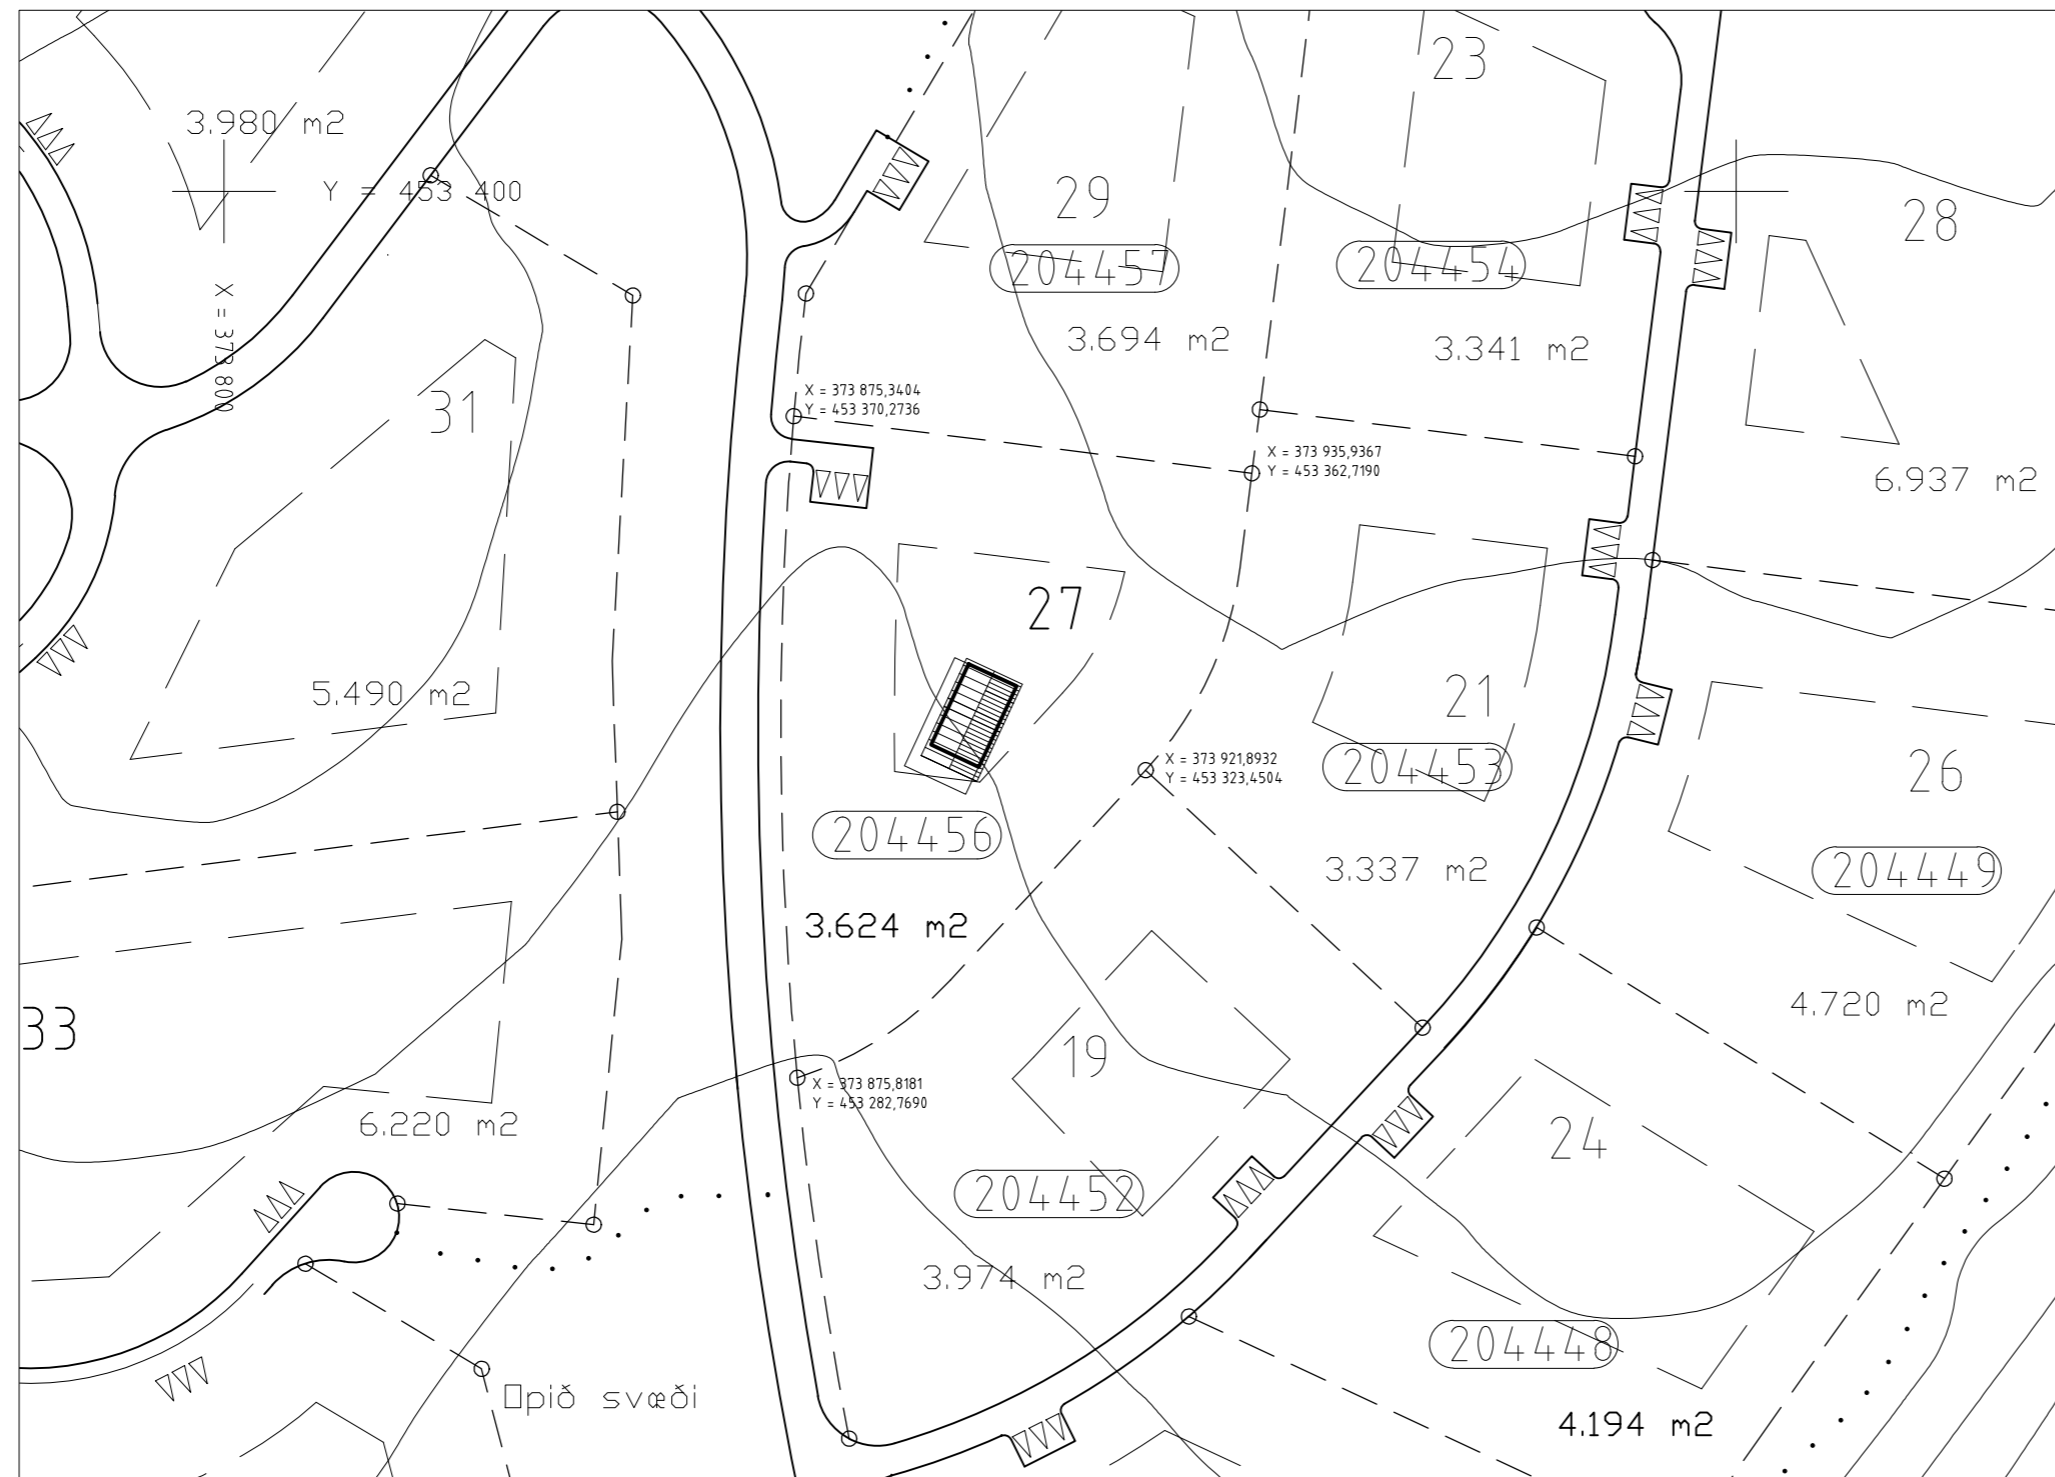 23
3.980 m2
Y = 453 400
29
28
204457
204454
X = 373 800
3.694 m2
3.341 m2
31
X = 373 875,3404
Y = 453 370,2736
X = 373 935,9367
Y = 453 362,7190
6.937 m2
27
5.490 m2
21
X = 373 921,8932
Y = 453 323,4504
204453
26
204456
3.337 m2
204449
3.624 m2
4.720 m2
33
19
X = 373 875,8181
Y = 453 282,7690
6.220 m2
24
204452
3.974 m2
204448
□pið svæði
4.194 m2